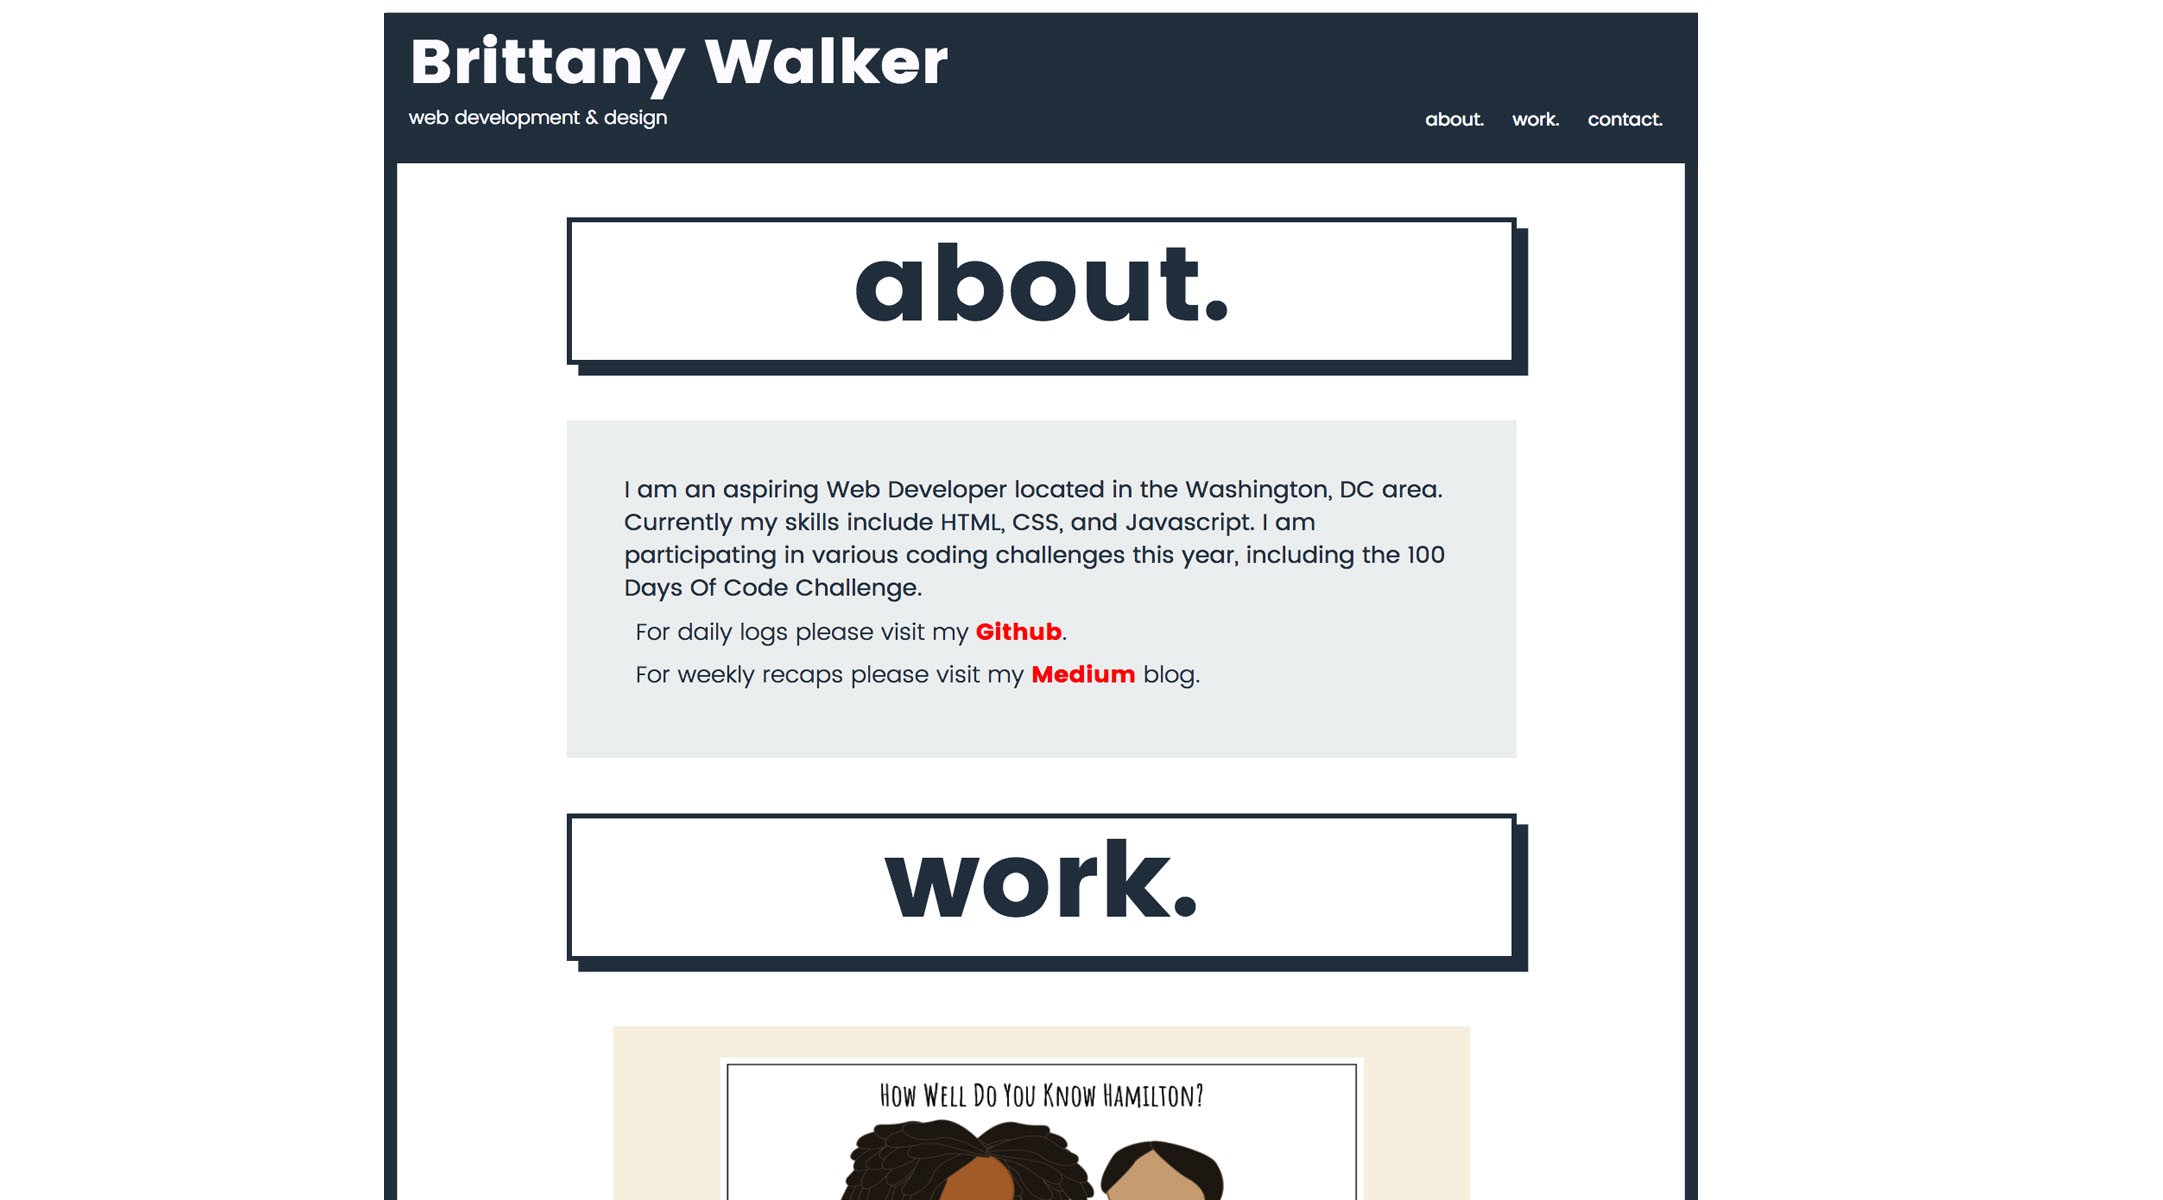 Brittany Walker
web development & design
about. work. contact.
about.
I am an aspiring Web Developer located in the Washington, DC area.
Currently my skills include HTML, CSS, and Javascript. I am
participating in various coding challenges this year, including the 100
Days Of Code Challenge.
For daily logs please visit my Github.
For weekly recaps please visit my Medium blog.
work.
How Well Do You Know Hamilton?